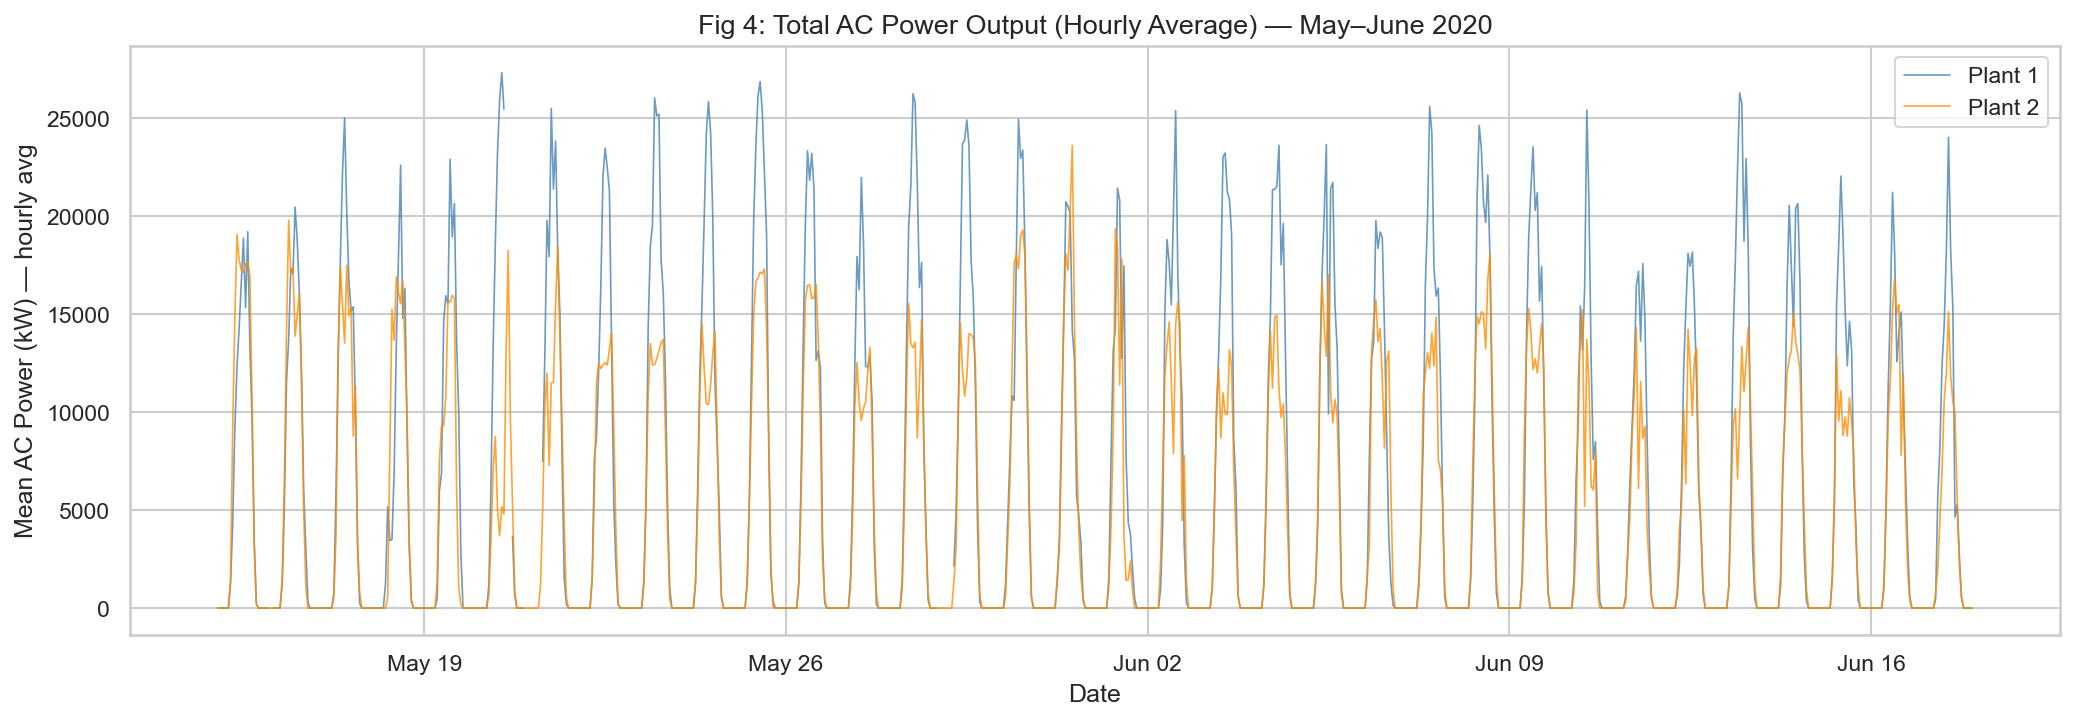 Fig 4: Total AC Power Output (Hourly Average) — May–June 2020
Plant 1
Plant 2
Mean AC Power (kW) — hourly avg
25000
20000
15000
10000
5000
0
May 19
May 26
Jun 02
Jun 09
Jun 16
Date